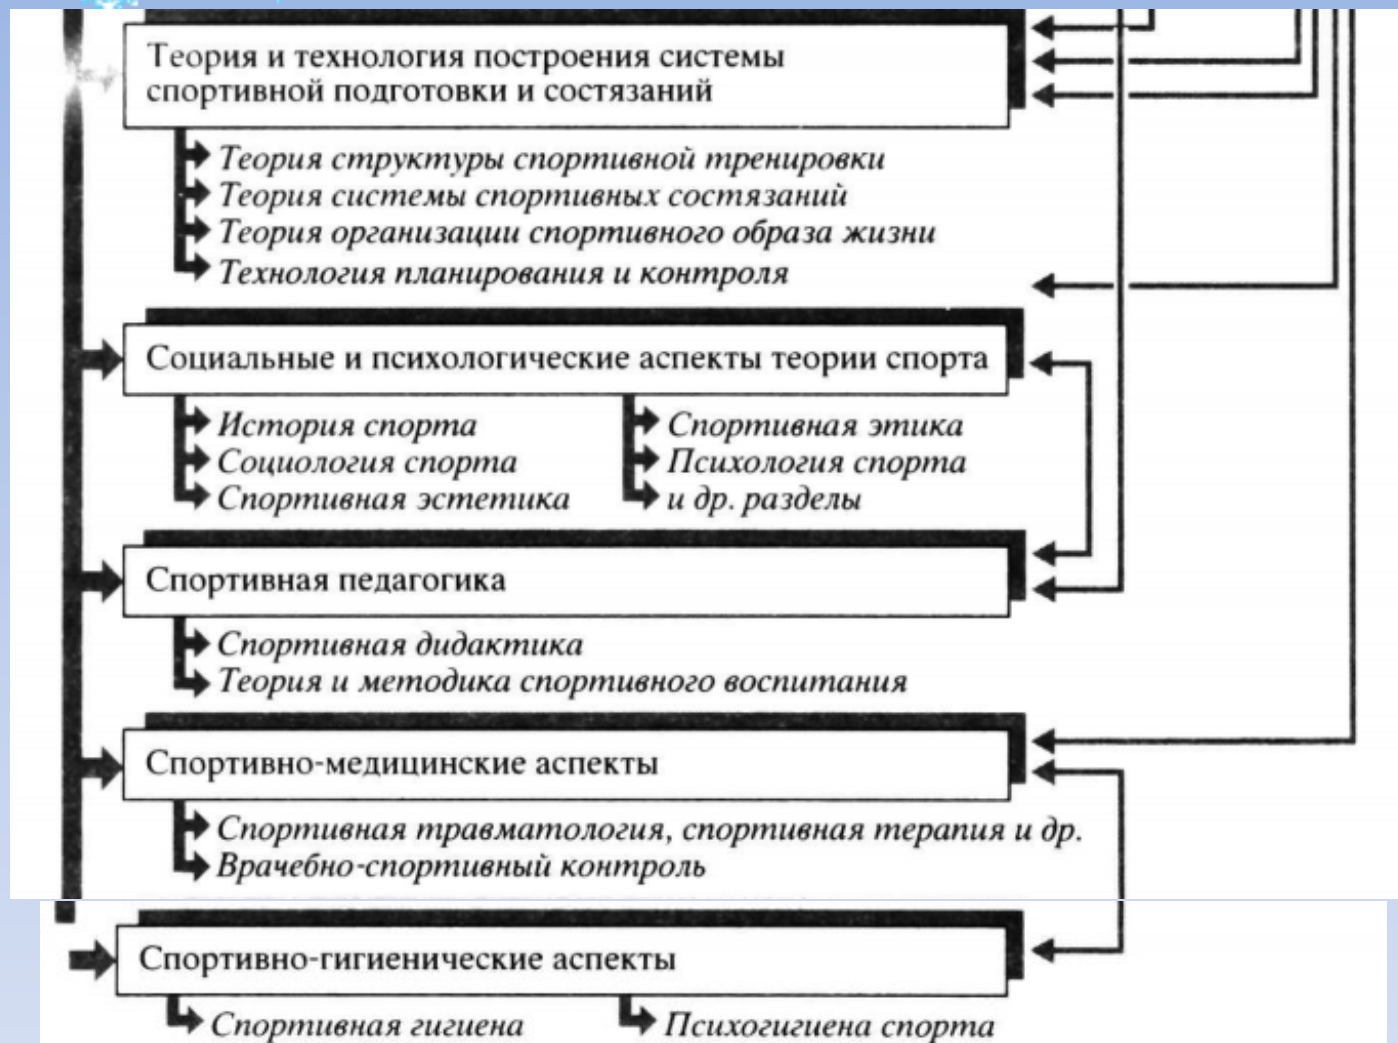 Теория и технология построения системы
спортивной подготовки и состязаний
Теория структуры спортивной тренировки
Теория системы спортивных состязаний
Теория организации спортивного образа жизни
Технология планирования и контроля
Социальные и психологические аспекты теории спорта
История спорта
Социология спорта
Спортивная эстетика
Спортивная этика
Психология спорта
и др. разделы
Спортивная педагогика
Спортивная дидактика
Теория и методика спортивного воспитания
Спортивно-медицинские аспекты
Спортивная травматология, спортивная терапия и др.
Врачебно-спортивный контроль
Спортивно-гигиенические аспекты
Спортивная гигиена
Психогигиена спорта